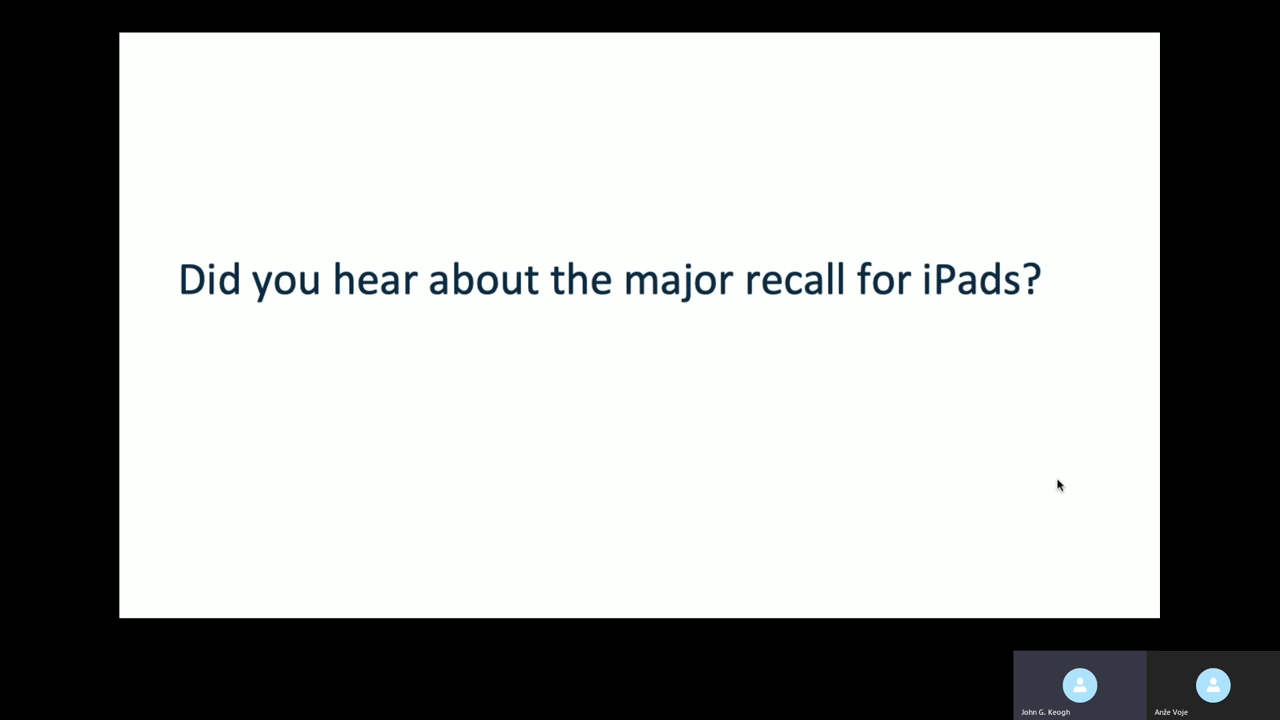 Did you hear about the major recall for iPads?
John G. Keogh
Anže Voje